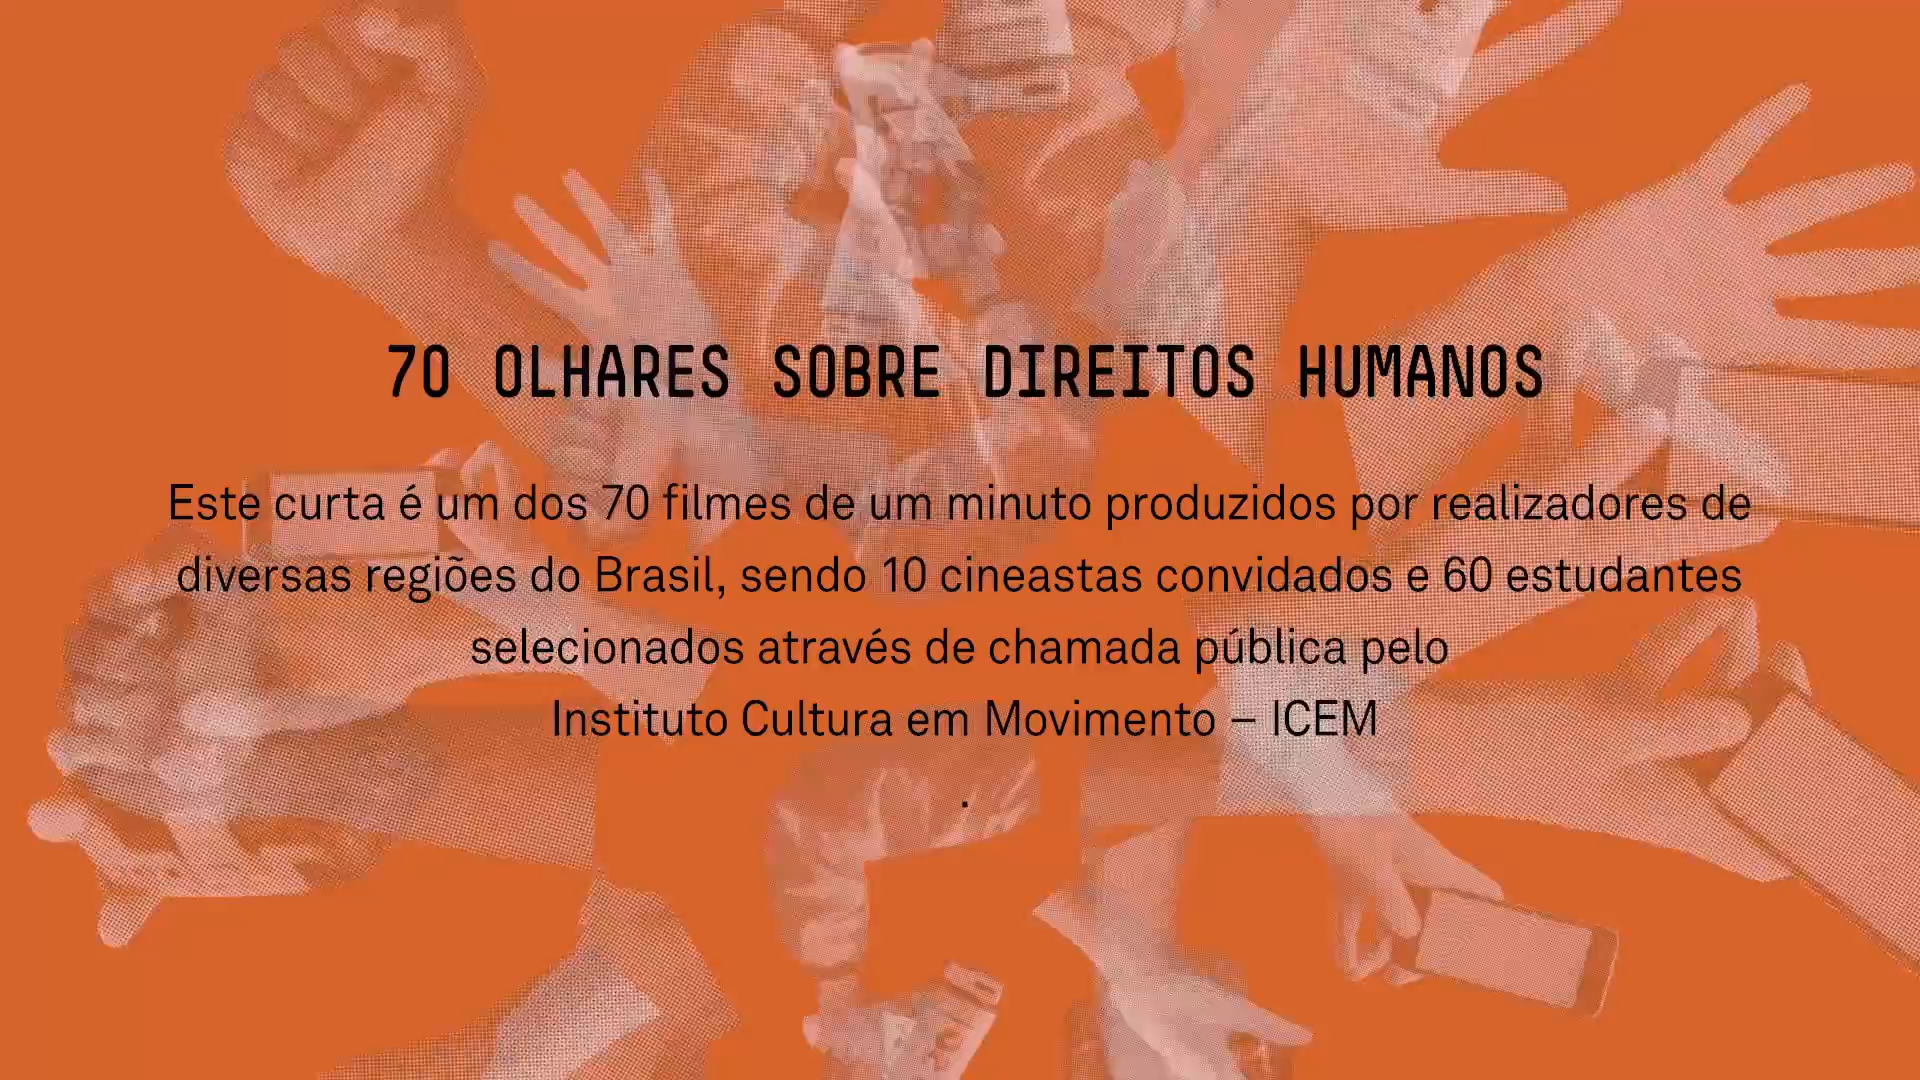 70 OLHARES SOBRE DIREITOS HUMANOS
Este curta é um dos 70 filmes de um minuto produzidos por realizadores de
diversas regiões do Brasil, sendo 10 cineastas convidados e 60 estudantes
selecionados através de chamada pública pelo
Instituto Cultura em Movimento – ICEM
.